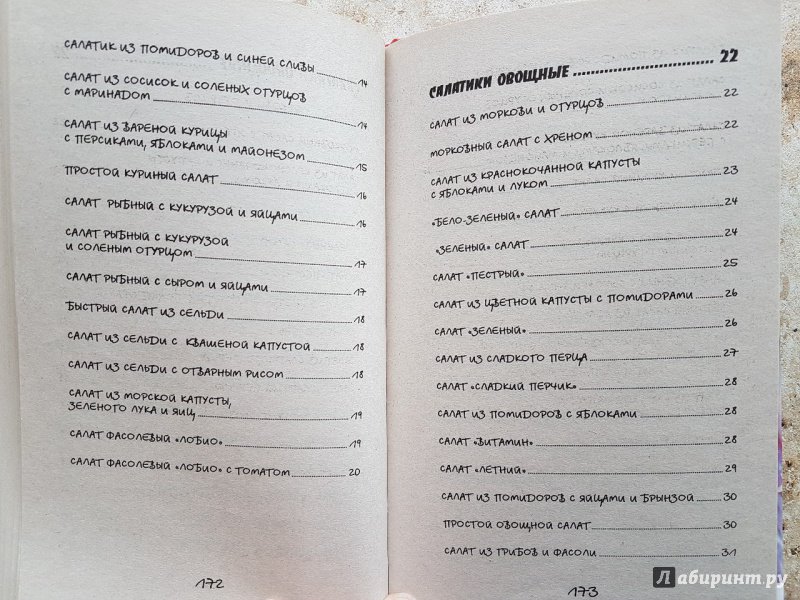 САЛАТИК ИЗ ПОМИДОРОВ И СИНЕЙ СЛИВЫ 14
САЛАТ ИЗ СОСИСОК И СОЛЕНЫХ ОГУРЦОВ
С МАРИНАДОМ 14
САЛАТ ИЗ ВАРЕНОЙ КУРИЦЫ
С ПЕРСИКАМИ, ЯБЛОКАМИ И МАЙОНЕЗОМ 15
ПРОСТОЙ КУРИНЫЙ САЛАТ 16
САЛАТ РЫБНЫЙ С КУКУРУЗОЙ И ЯЙЦАМИ 16
САЛАТ РЫБНЫЙ С КУКУРУЗОЙ
И СОЛЕНЫМ ОГУРЦОМ 17
САЛАТ РЫБНЫЙ С СЫРОМ И ЯЙЦАМИ 17
БЫСТРЫЙ САЛАТ ИЗ СЕЛЬДИ 18
САЛАТ ИЗ СЕЛЬДИ С КВАШЕНОЙ КАПУСТОЙ 18
САЛАТ ИЗ СЕЛЬДИ С ОТВАРНЫМ РИСОМ 18
САЛАТ ИЗ МОРСКОЙ КАПУСТЫ,
ЗЕЛЕНОГО ЛУКА И ЯИЦ 19
САЛАТ ФАСОЛЕВЫЙ «ЛОБИО» 19
САЛАТ ФАСОЛЕВЫЙ «ЛОБИО» С ТОМАТОМ 20
172
САЛАТИКИ ОВОЩНЫЕ 22
САЛАТ ИЗ МОРКОВИ И ОГУРЦОВ 22
МОРКОВНЫЙ САЛАТ С ХРЕНОМ 22
САЛАТ ИЗ КРАСНОКОЧАННОЙ КАПУСТЫ
С ЯБЛОКАМИ И ЛУКОМ 23
«БЕЛО-ЗЕЛЕНЫЙ» САЛАТ 24
«ЗЕЛЕНЫЙ» САЛАТ 24
САЛАТ «ПЕСТРЫЙ» 25
САЛАТ ИЗ ЦВЕТНОЙ КАПУСТЫ С ПОМИДОРАМИ 26
САЛАТ «ЗЕЛЕНЫЙ» 26
САЛАТ ИЗ СЛАДКОГО ПЕРЦА 27
САЛАТ «СЛАДКИЙ ПЕРЧИК» 28
САЛАТ ИЗ ПОМИДОРОВ С ЯБЛОКАМИ 28
САЛАТ «ВИТАМИН» 28
САЛАТ «ЛЕТНИЙ» 29
САЛАТ ИЗ ПОМИДОРОВ С ЯЙЦАМИ И БРЫНЗОЙ 30
ПРОСТОЙ ОВОЩНОЙ САЛАТ 30
САЛАТ ИЗ ГРИБОВ И ФАСОЛИ 31
173
Лабиринт.ру